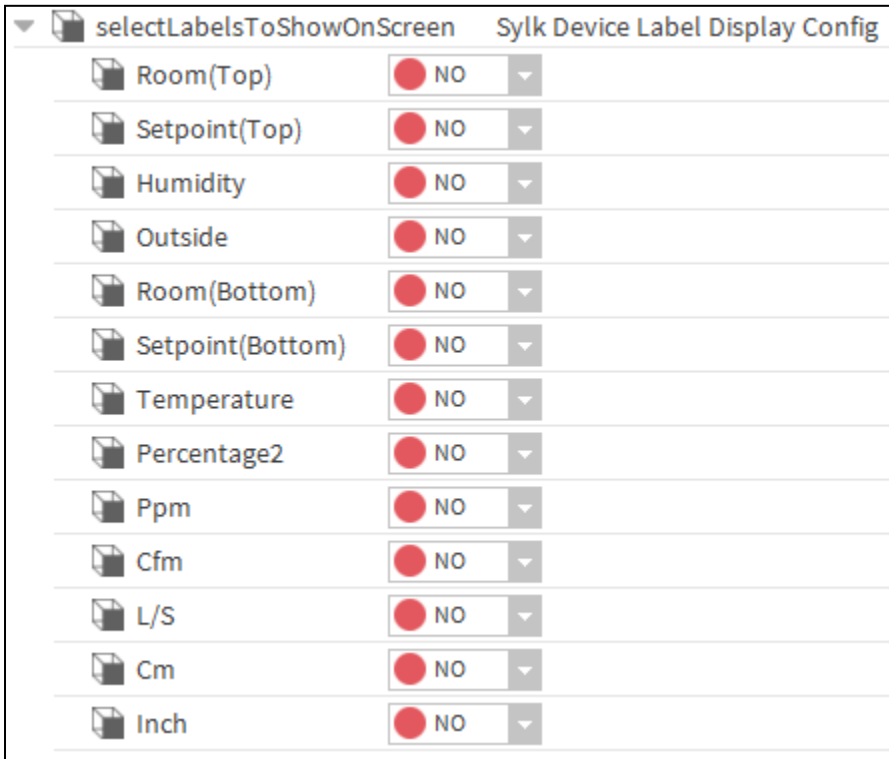 selectLabelsToShowOnScreen Sylk Device Label Display Config
Room(Top) NO
Setpoint(Top) NO
Humidity NO
Outside NO
Room(Bottom) NO
Setpoint(Bottom) NO
Temperature NO
Percentage2 NO
Ppm NO
Cfm NO
L/S NO
Cm NO
Inch NO